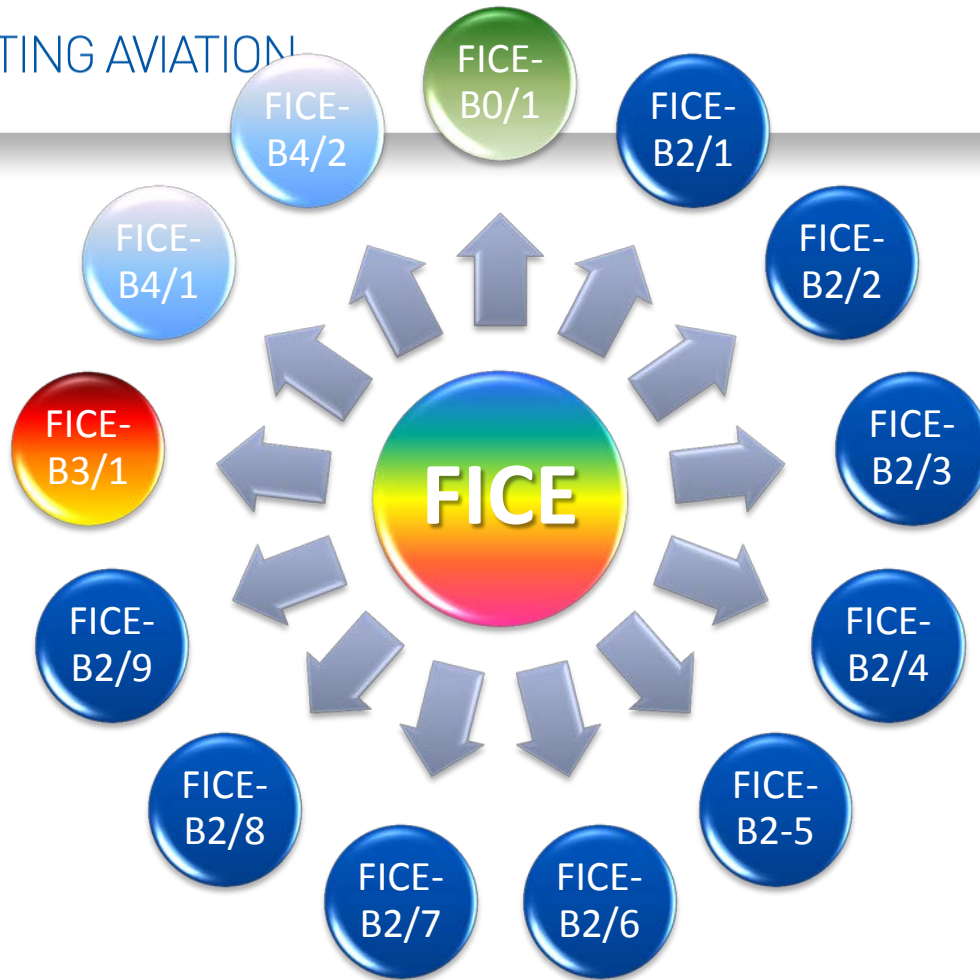 TING AVIATION
FICE-
B0/1
FICE-
B2/1
FICE-
B2/2
FICE-
B2/3
FICE-
B2/4
FICE-
B2-5
FICE-
B2/6
FICE-
B2/7
FICE-
B2/8
FICE-
B2/9
FICE-
B3/1
FICE-
B4/1
FICE-
B4/2
FICE